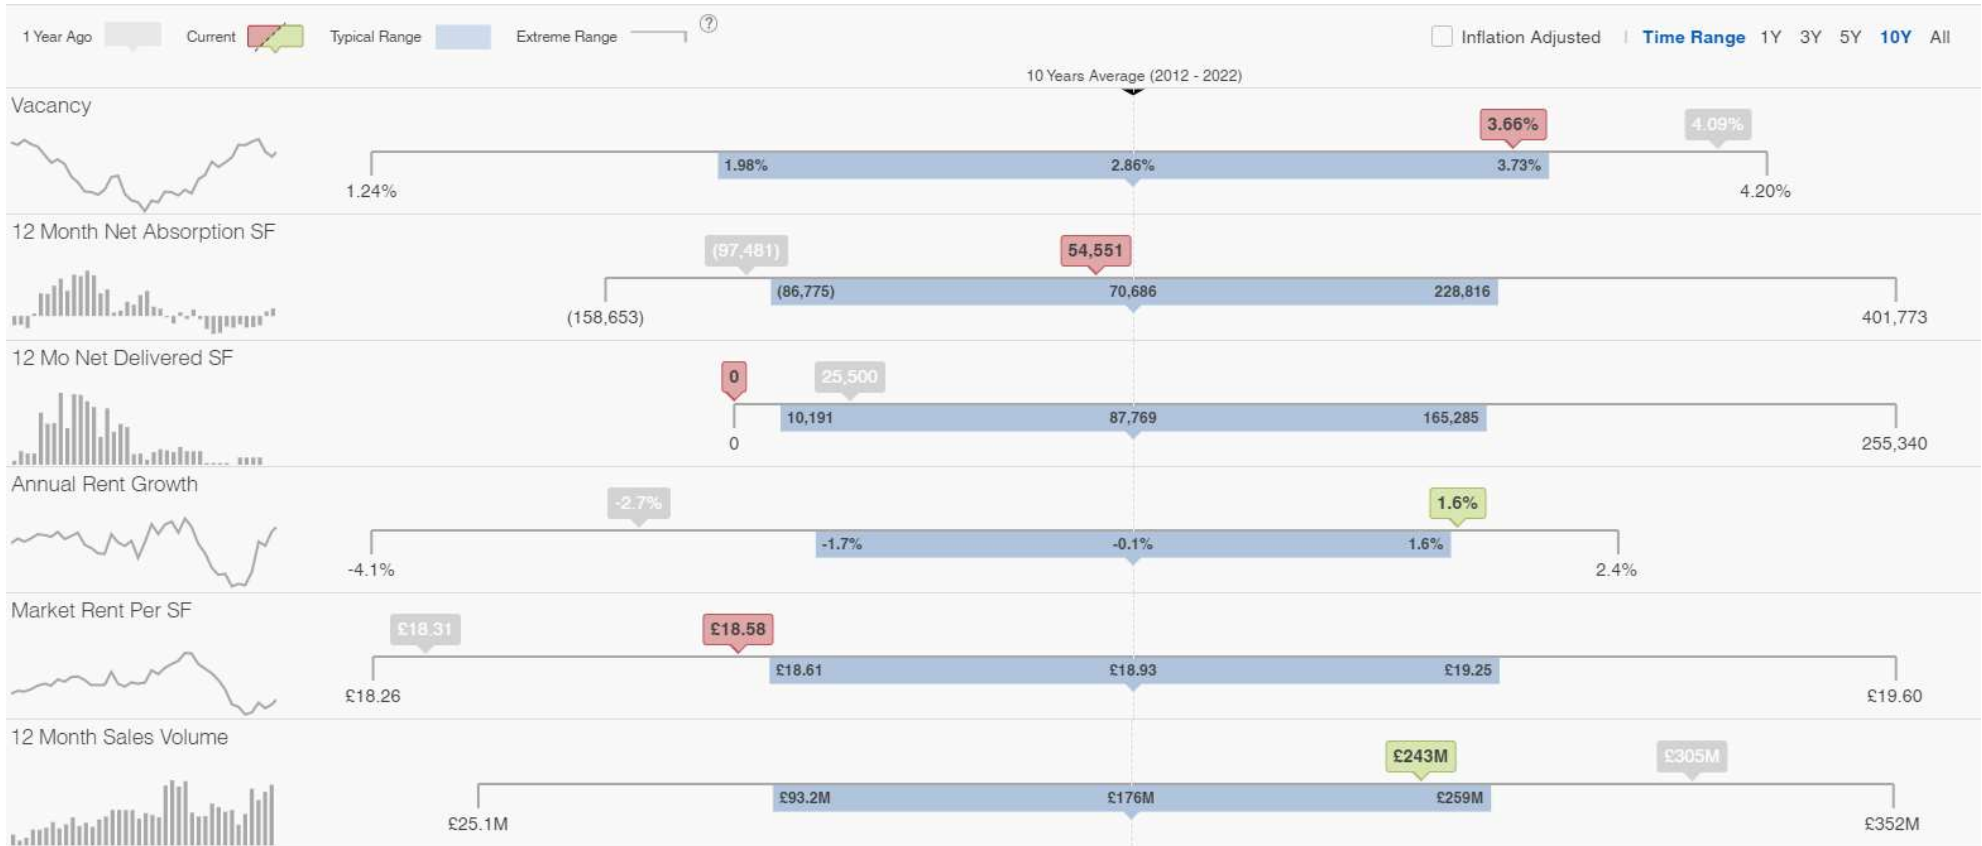 1 Year Ago Current Typical Range Extreme Range ? Inflation Adjusted Time Range 1Y 3Y 5Y 10Y All
10 Years Average (2012 - 2022)
Vacancy
3.66% 4.09%
1.98% 2.86% 3.73%
1.24% 4.20%
12 Month Net Absorption SF
(97,481) 54,551
(86,775) 70,686 228,816
(158,653) 401,773
12 Mo Net Delivered SF
0 25,500
10,191 87,769 165,285
0 255,340
Annual Rent Growth
-2.7% 1.6%
-1.7% -0.1% 1.6%
-4.1% 2.4%
Market Rent Per SF
£18.31 £18.58
£18.61 £18.93 £19.25
£18.26 £19.60
12 Month Sales Volume
£243M £305M
£93.2M £176M £259M
£25.1M £352M